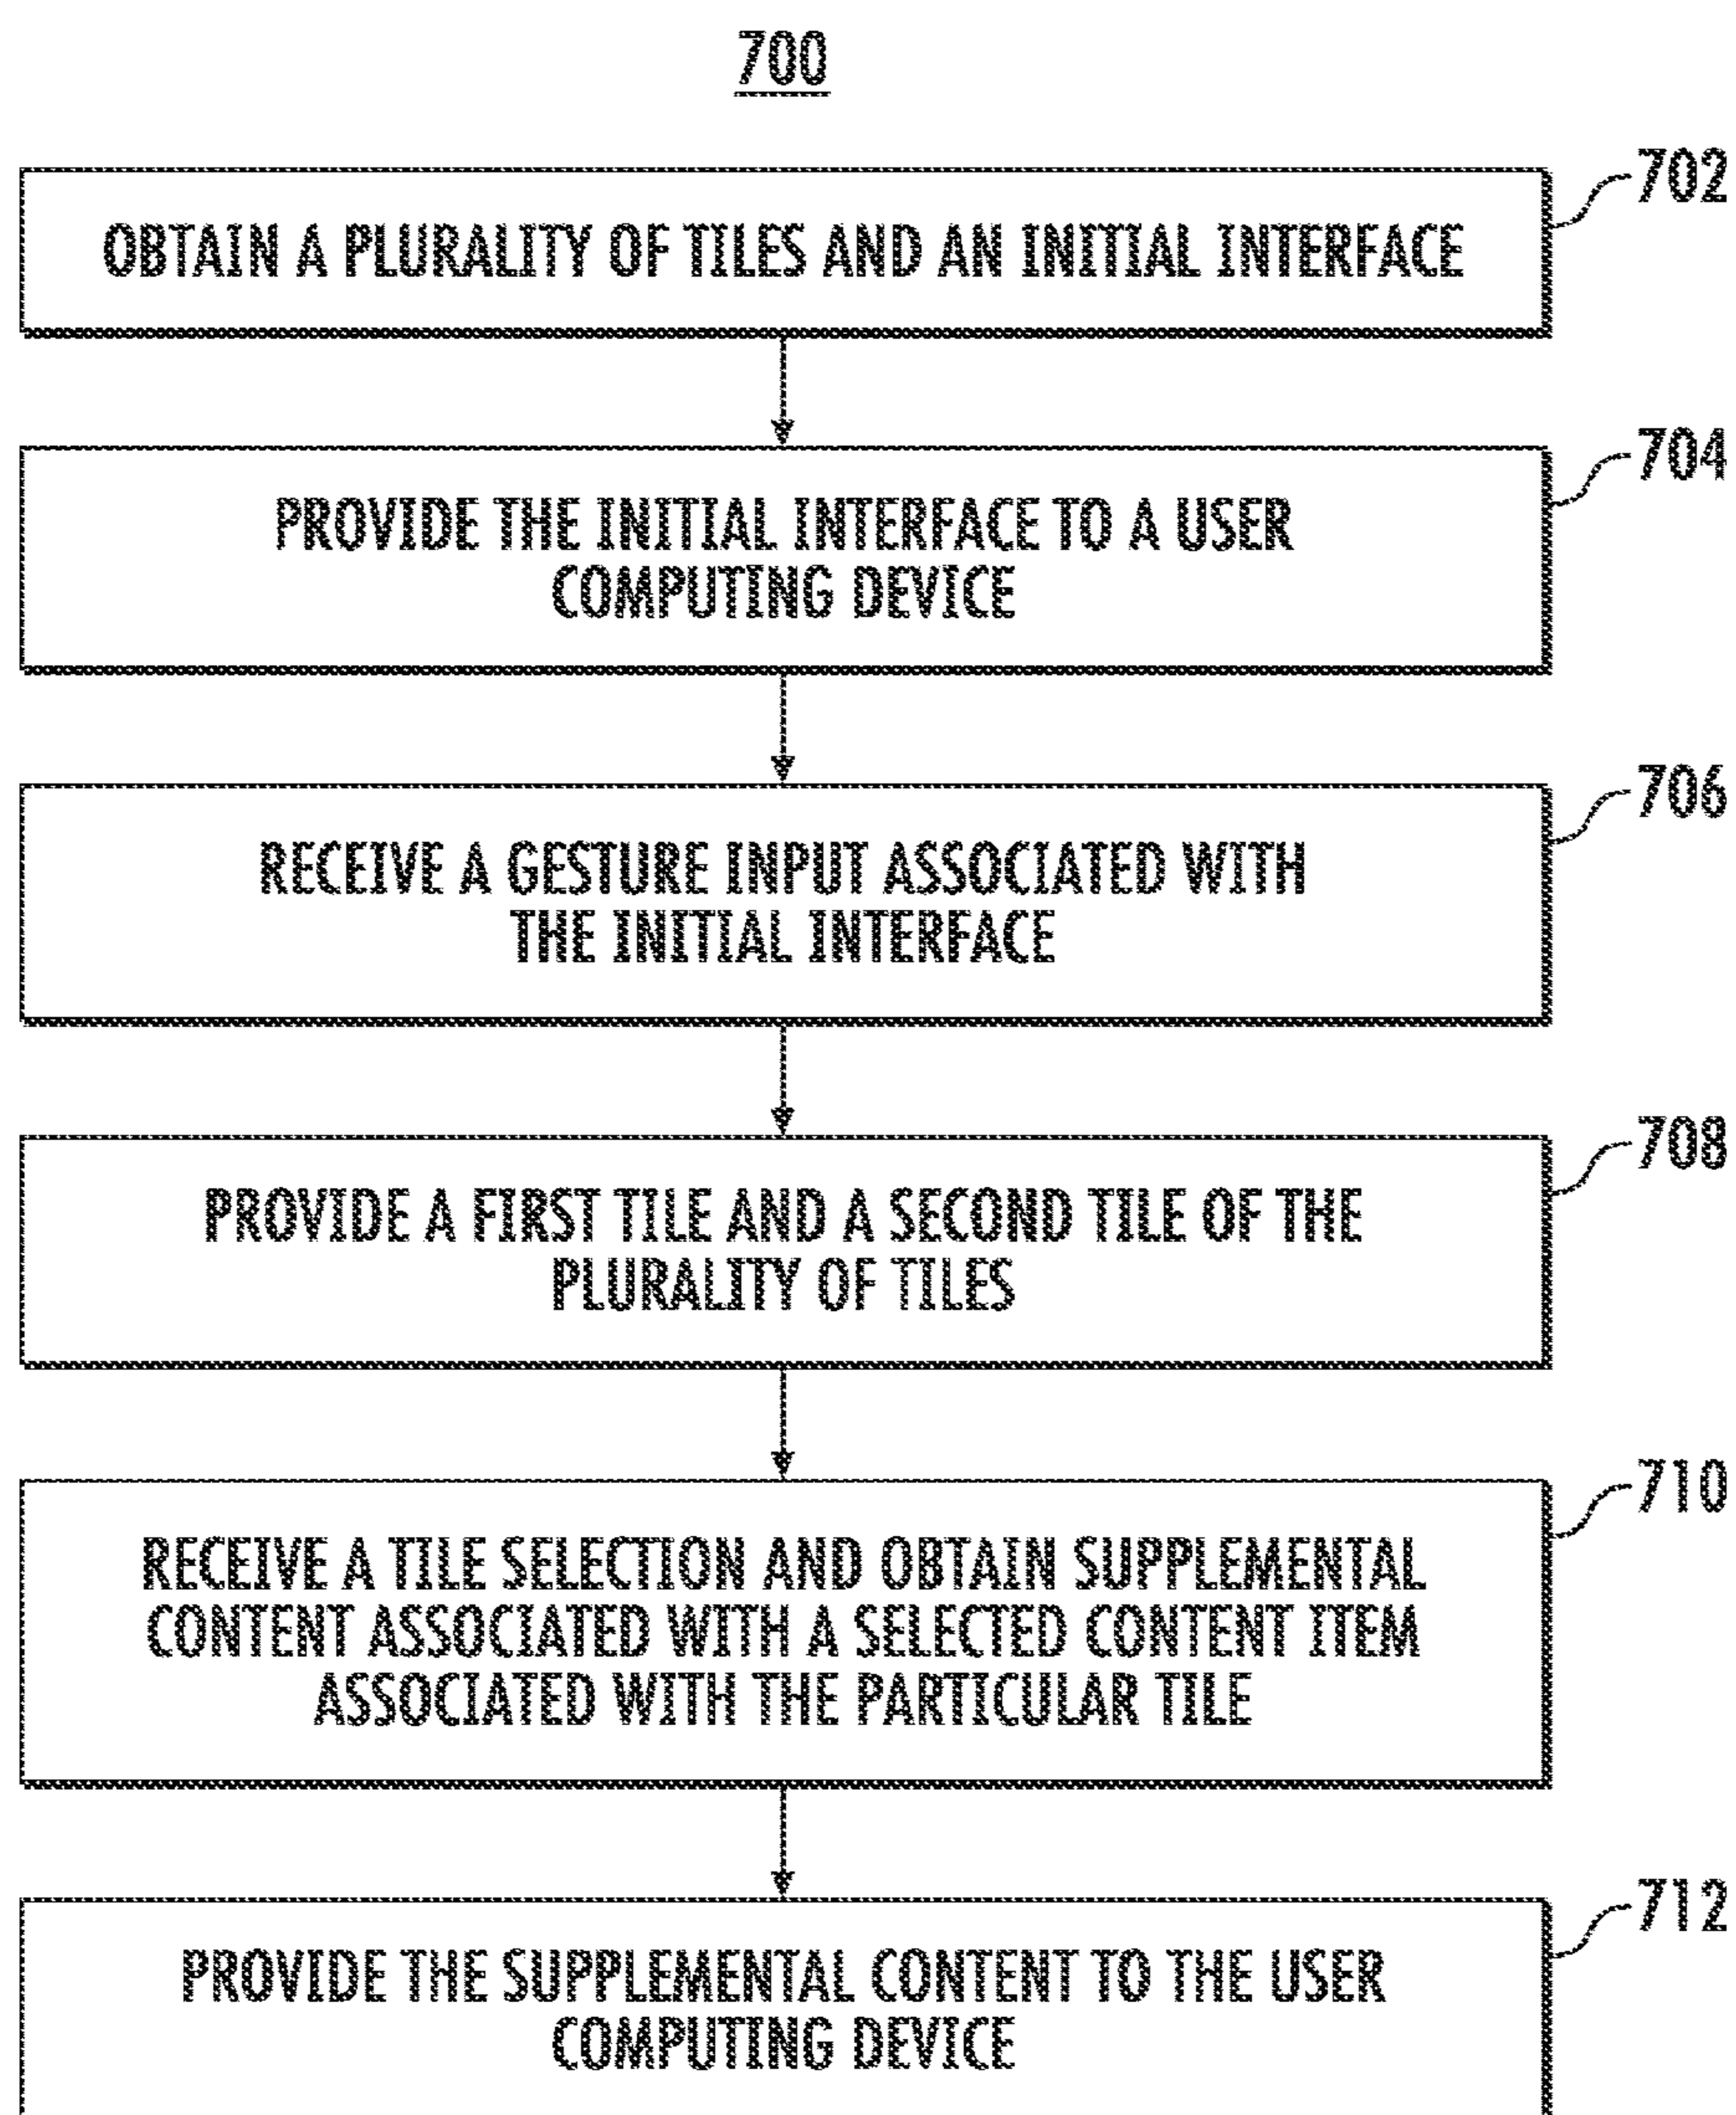 700
702
OBTAIN A PLURALITY OF TILES AND AN INITIAL INTERFACE
704
PROVIDE THE INITIAL INTERFACE TO A USER
COMPUTING DEVICE
706
RECEIVE A GESTURE INPUT ASSOCIATED WITH
THE INITIAL INTERFACE
708
PROVIDE A FIRST TILE AND A SECOND TILE OF THE
PLURALITY OF TILES
710
RECEIVE A TILE SELECTION AND OBTAIN SUPPLEMENTAL
CONTENT ASSOCIATED WITH A SELECTED CONTENT ITEM
ASSOCIATED WITH THE PARTICULAR TILE
712
PROVIDE THE SUPPLEMENTAL CONTENT TO THE USER
COMPUTING DEVICE